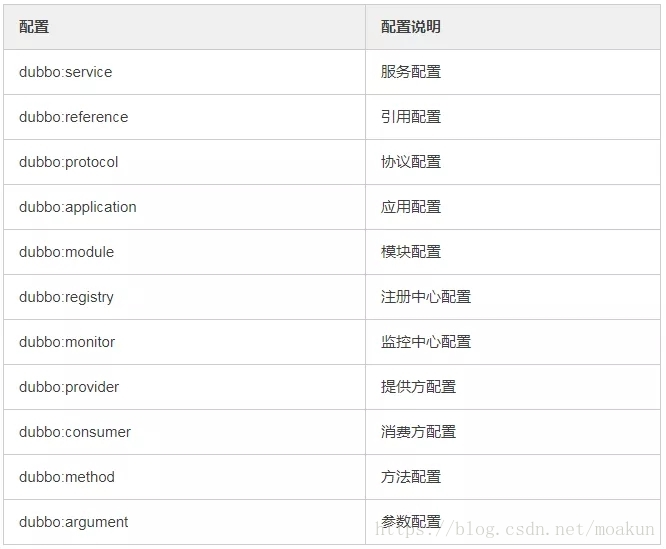 配置 配置说明
dubbo:service 服务配置
dubbo:reference 引用配置
dubbo:protocol 协议配置
dubbo:application 应用配置
dubbo:module 模块配置
dubbo:registry 注册中心配置
dubbo:monitor 监控中心配置
dubbo:provider 提供方配置
dubbo:consumer 消费方配置
dubbo:method 方法配置
dubbo:argument 参数配置
https://blog.csdn.net/moakun